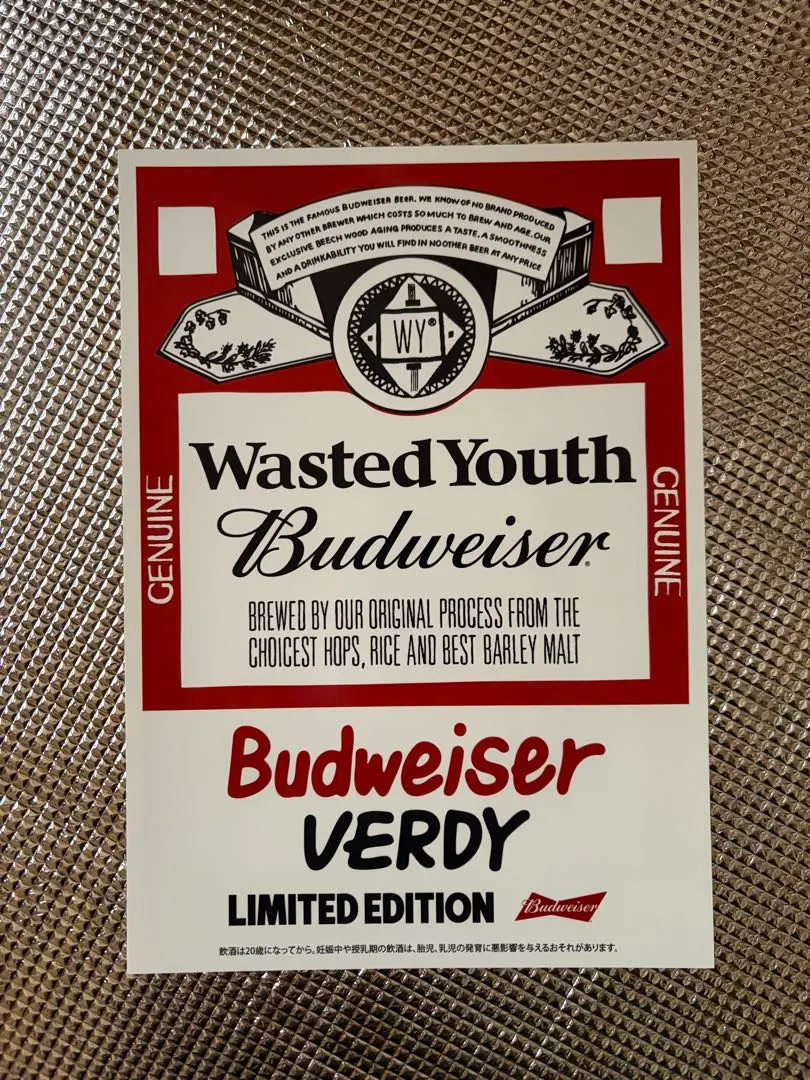 THIS IS THE FAMOUS BUDWEISER BEER. WE KNOW OF NO BRAND PRODUCED
BY ANY OTHER BREWER WHICH COSTS SO MUCH TO BREW AND AGE. OUR
EXCLUSIVE BEECH WOOD AGING PRODUCES A TASTE, A SMOOTHNESS
AND A DRINKABILITY YOU WILL FIND IN NO OTHER BEER AT ANY PRICE
WY®
GENUINE
Wasted Youth
GENUINE
Budweiser®
BREWED BY OUR ORIGINAL PROCESS FROM THE
CHOICEST HOPS, RICE AND BEST BARLEY MALT
Budweiser
VERDY
LIMITED EDITION
Budweiser
飲酒は20歳になってから。妊娠中や授乳期の飲酒は、胎児、乳児の発育に悪影響を与えるおそれがあります。